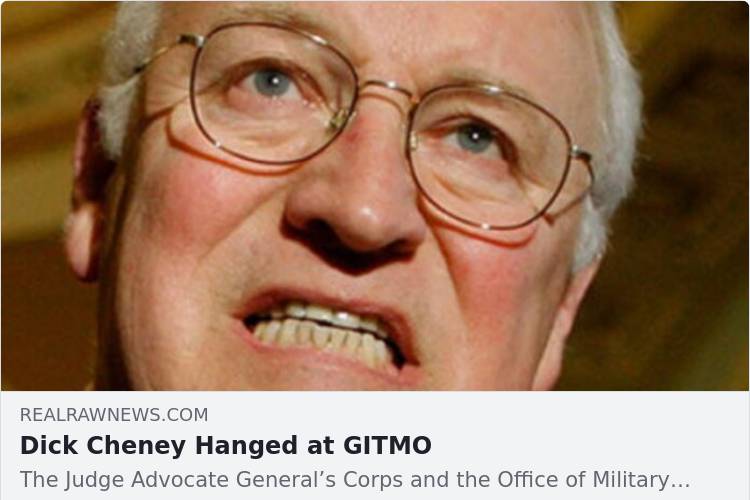 REALRAWNEWS.COM
Dick Cheney Hanged at GITMO
The Judge Advocate General’s Corps and the Office of Military…